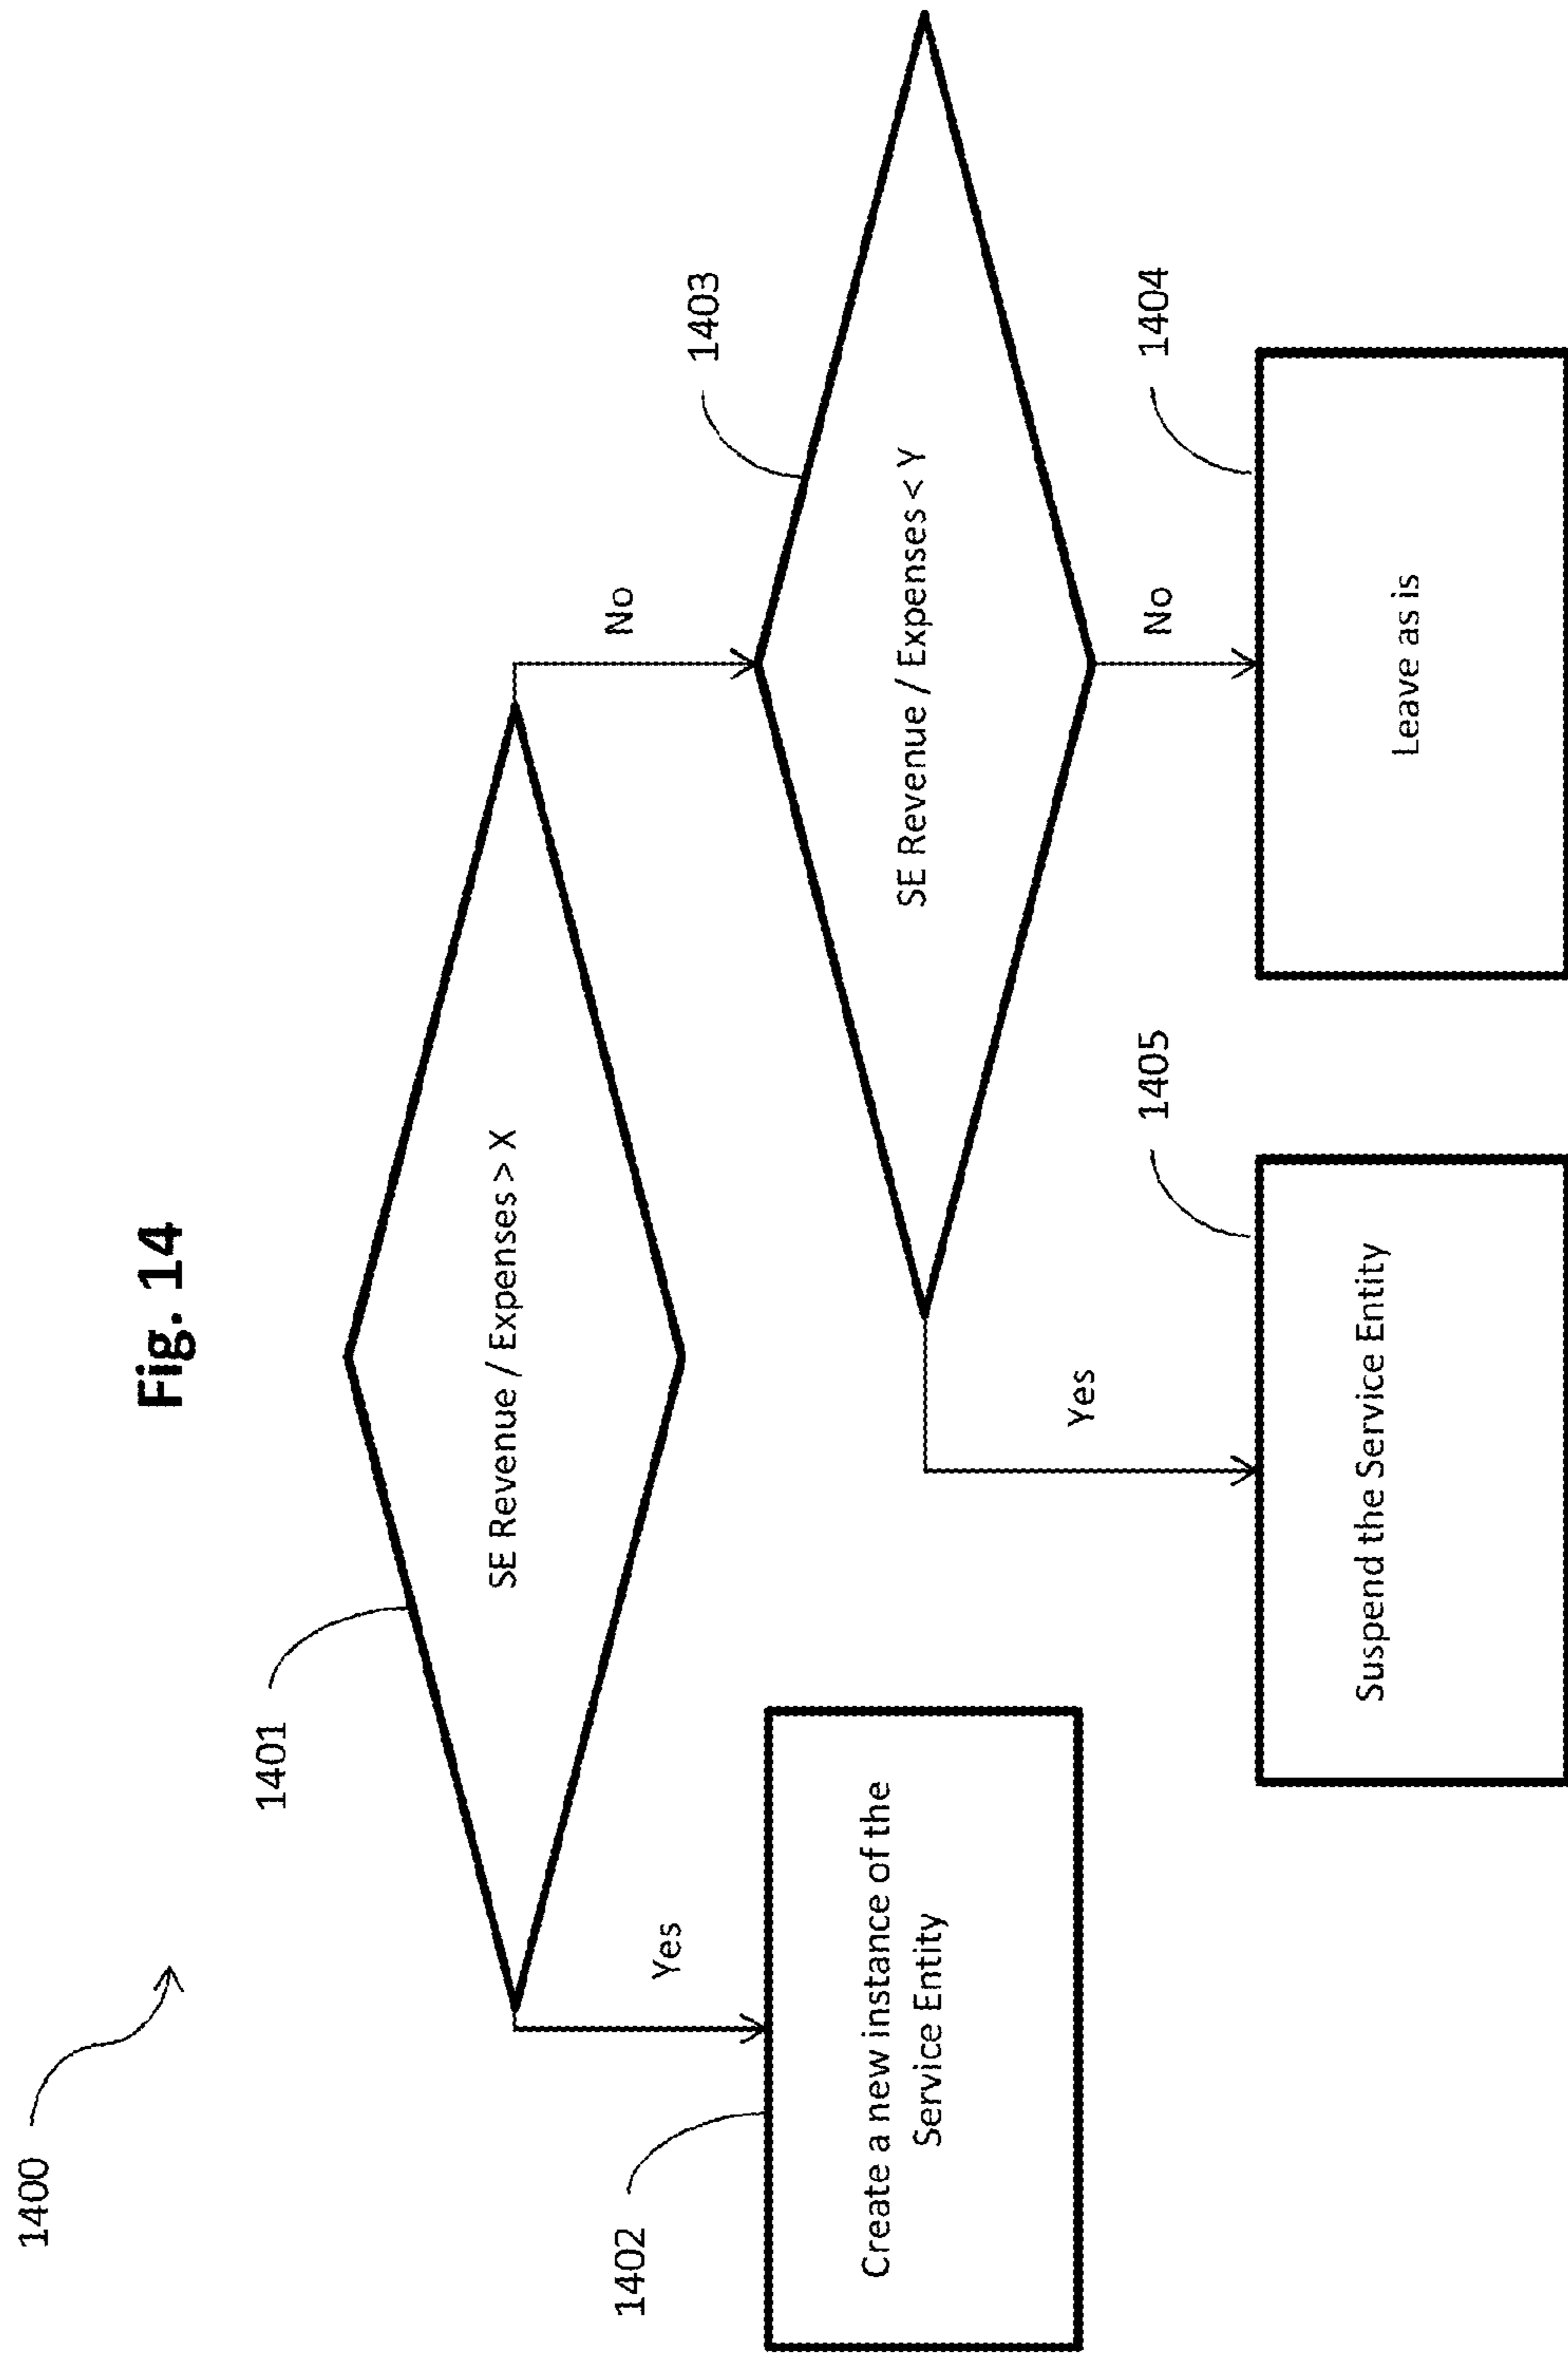 Fig. 14
1400
1401
SE Revenue / Expenses > X
Yes
No
1402
Create a new instance of the
Service Entity
1403
SE Revenue / Expenses < Y
Yes
No
1405
Suspend the Service Entity
1404
Leave as is